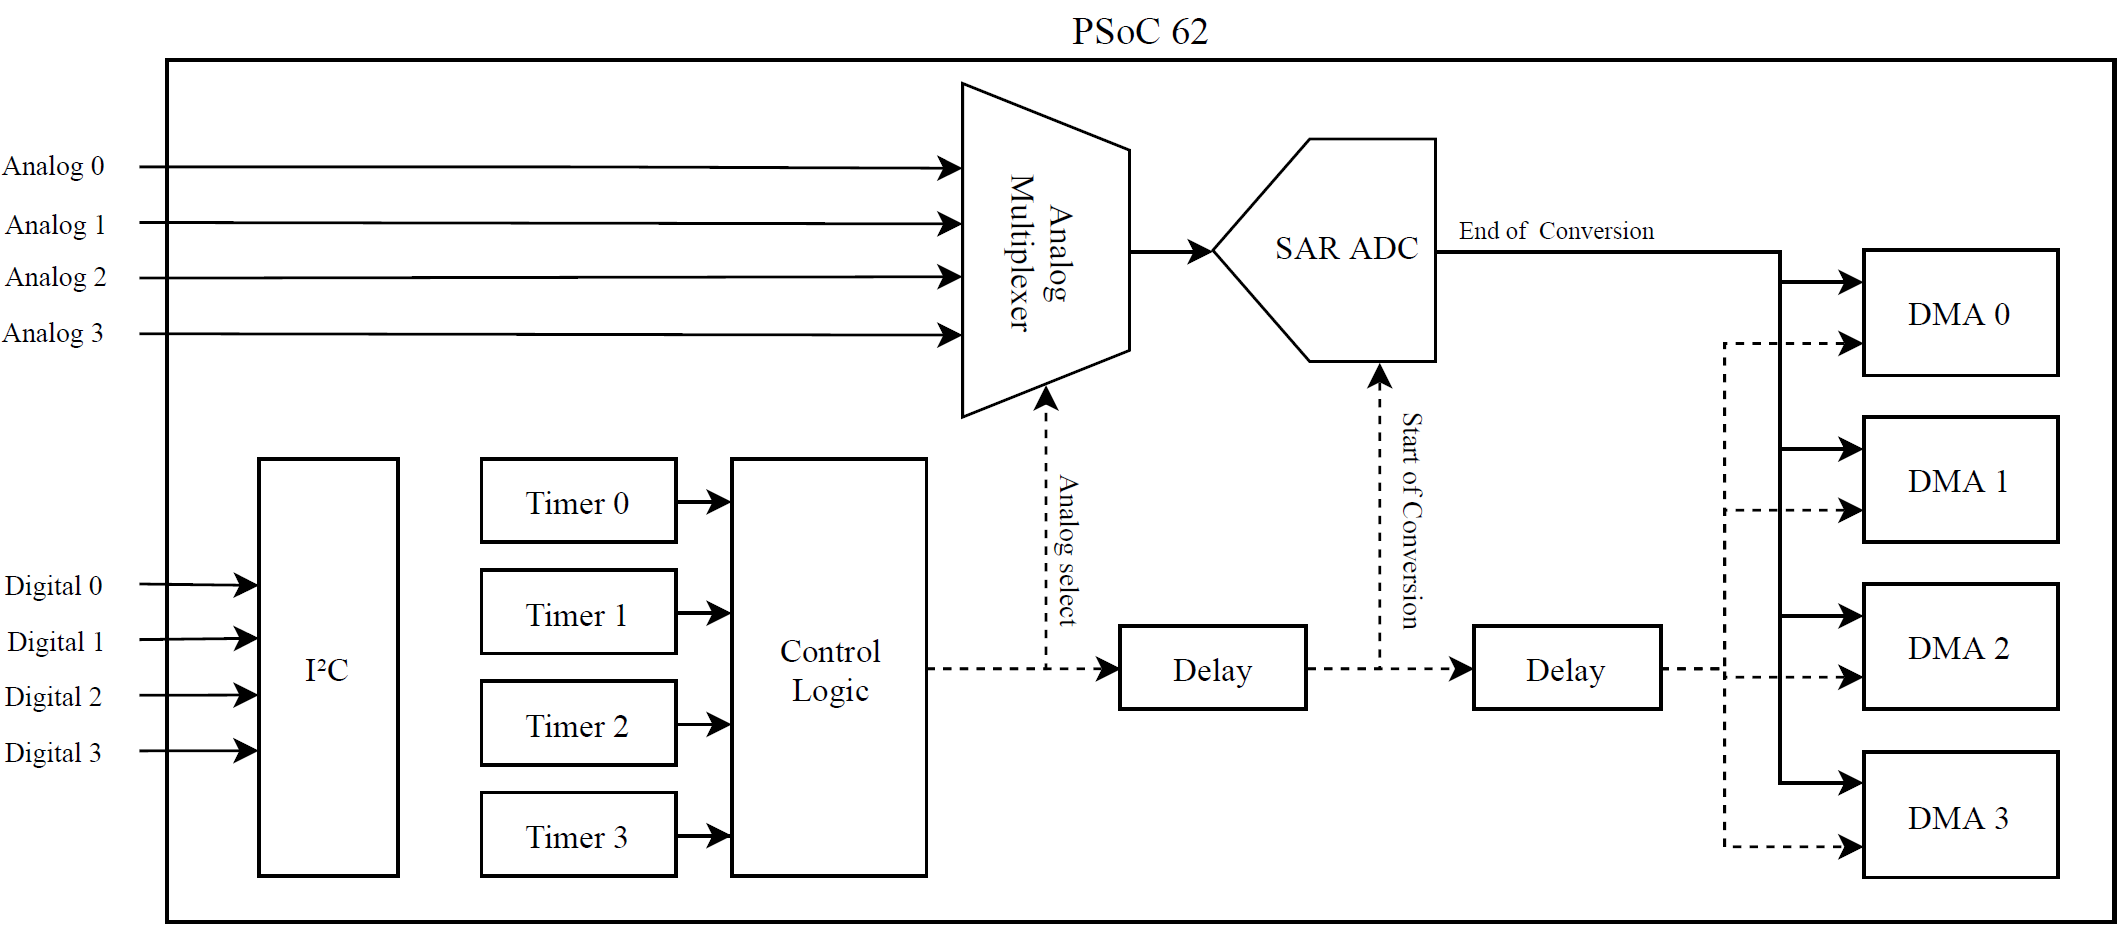 PSoC 62
Analog 0
Analog 1
Analog 2
Analog 3
Analog
Multiplexer
SAR ADC
End of Conversion
DMA 0
DMA 1
DMA 2
DMA 3
Analog select
Start of Conversion
Digital 0
Digital 1
Digital 2
Digital 3
I²C
Timer 0
Timer 1
Timer 2
Timer 3
Control
Logic
Delay
Delay